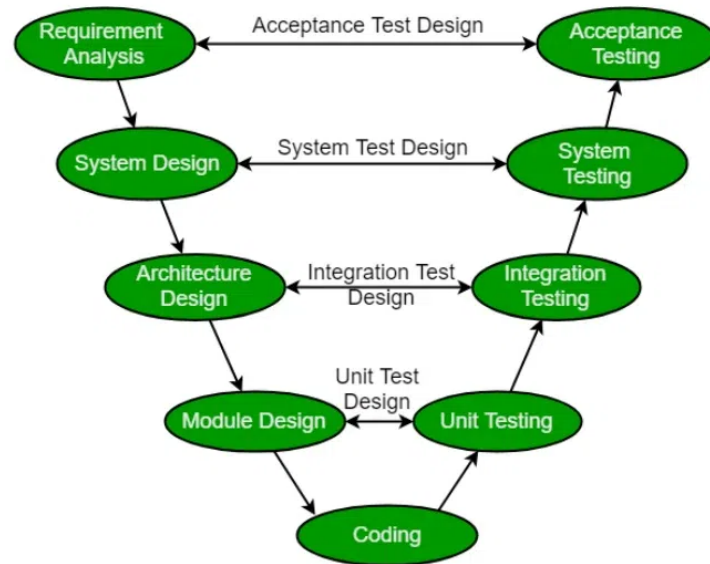 Requirement
Analysis
Acceptance Test Design
Acceptance
Testing
System Design
System Test Design
System
Testing
Architecture
Design
Integration Test
Design
Integration
Testing
Module Design
Unit Test
Design
Unit Testing
Coding